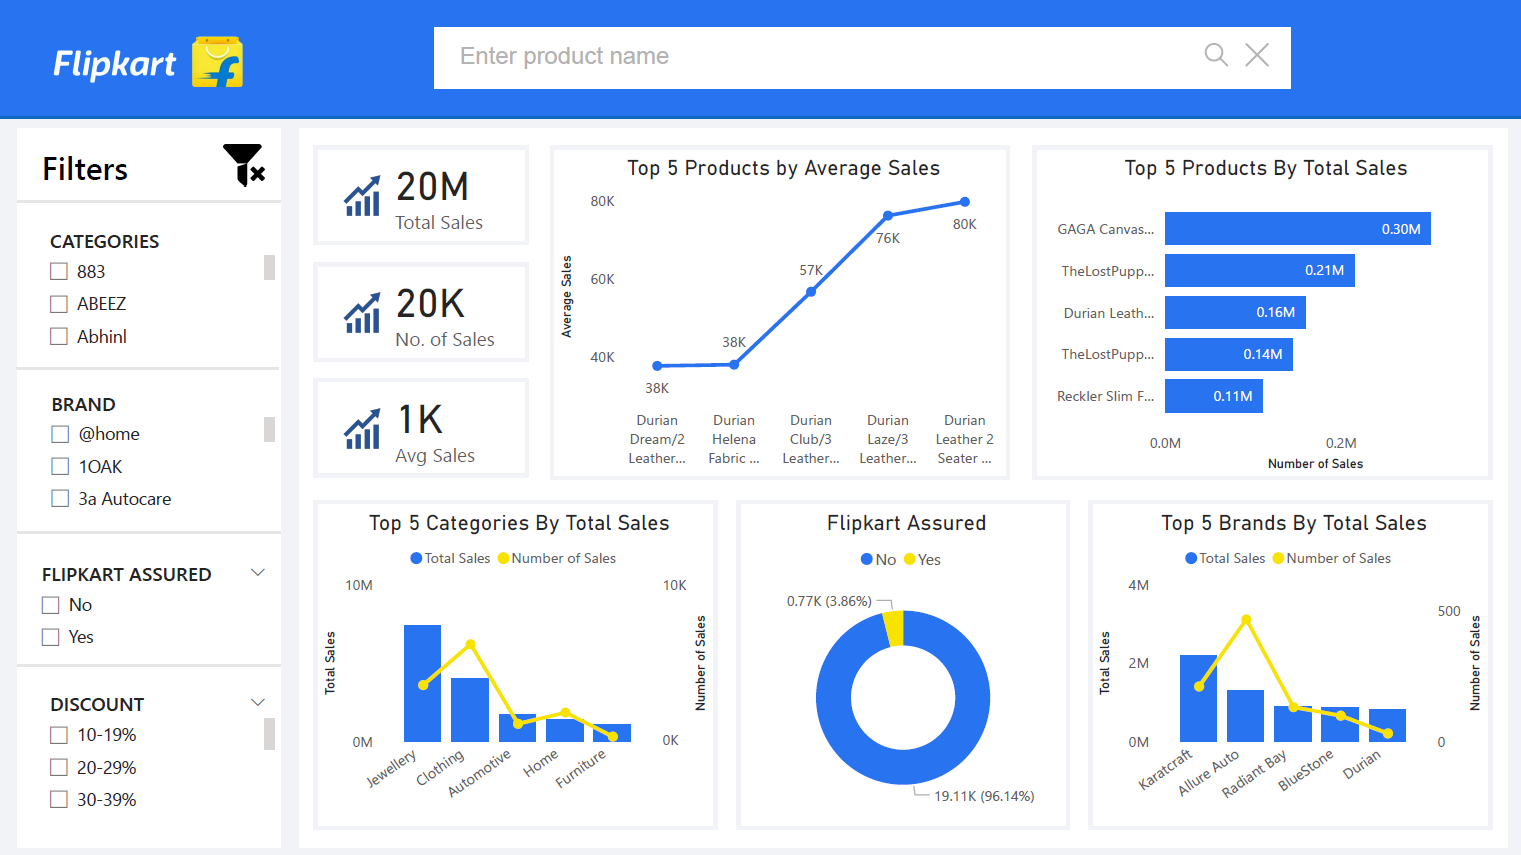 Flipkart
Enter product name
Filters
CATEGORIES
883
ABEEZ
Abhinl
BRAND
@home
1OAK
3a Autocare
FLIPKART ASSURED
No
Yes
DISCOUNT
10-19%
20-29%
30-39%
20M
Total Sales
20K
No. of Sales
1K
Avg Sales
Top 5 Products by Average Sales
80K
60K
40K
Average Sales
38K
38K
57K
76K
80K
Durian Dream/2 Leather...
Durian Helena Fabric ...
Durian Club/3 Leather...
Durian Laze/3 Leather...
Durian Leather 2 Seater ...
Top 5 Products By Total Sales
GAGA Canvas...
0.30M
TheLostPupp...
0.21M
Durian Leath...
0.16M
TheLostPupp...
0.14M
Reckler Slim F...
0.11M
0.0M
0.2M
Number of Sales
Top 5 Categories By Total Sales
Total Sales
Number of Sales
10M
0M
10K
0K
Total Sales
Number of Sales
Jewellery
Clothing
Automotive
Home
Furniture
Flipkart Assured
No
Yes
0.77K (3.86%)
19.11K (96.14%)
Top 5 Brands By Total Sales
Total Sales
Number of Sales
4M
2M
0M
500
0
Total Sales
Number of Sales
Karatcraft
Allure Auto
Radiant Bay
BlueStone
Durian